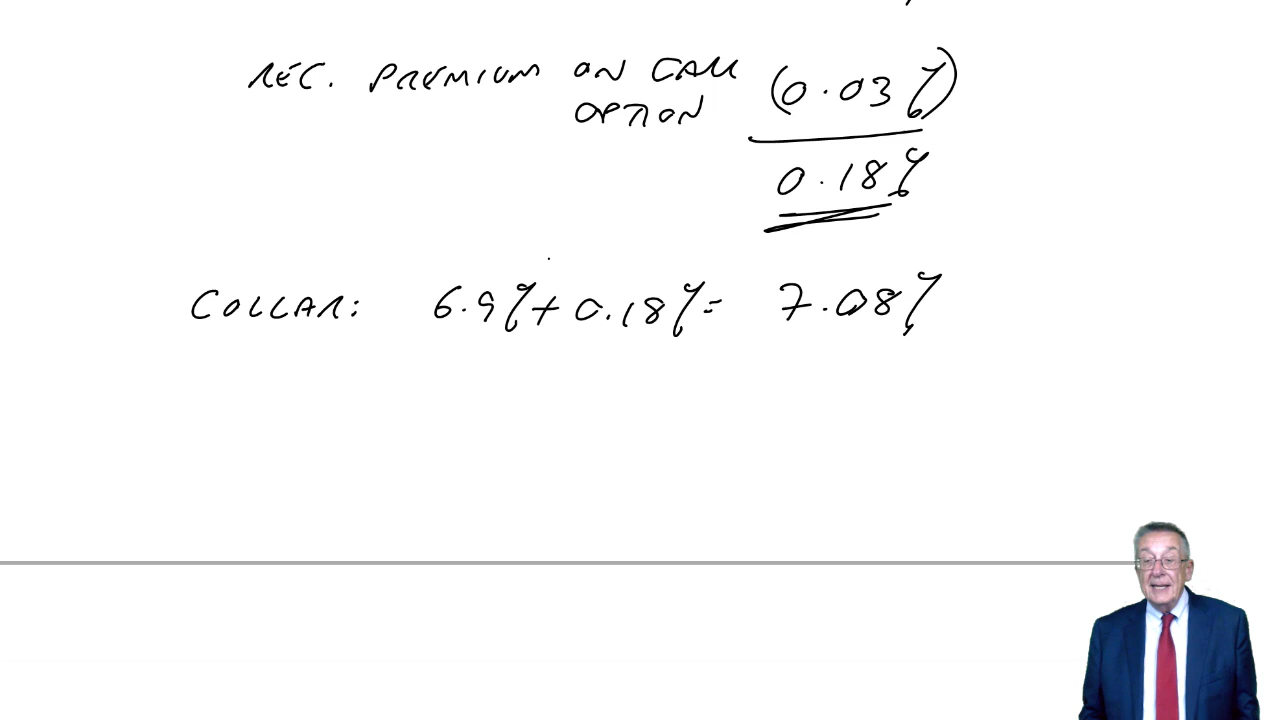 REC. PREMIUM ON CALL (0.03%)
OPTION
0.18%
COLLAR: 6.9% + 0.18% = 7.08%